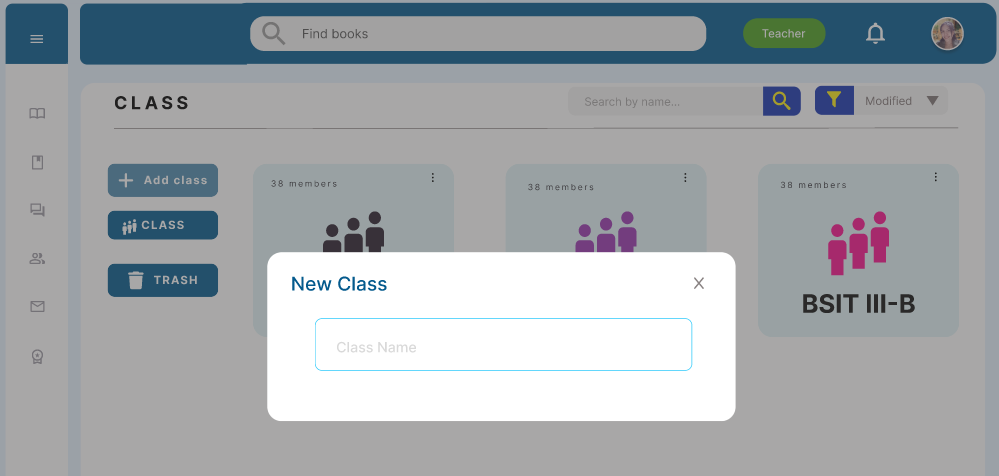 Find books
Teacher
CLASS
Search by name...
Modified
Add class
CLASS
TRASH
38 members
38 members
38 members
BSIT III-B
New Class
X
Class Name